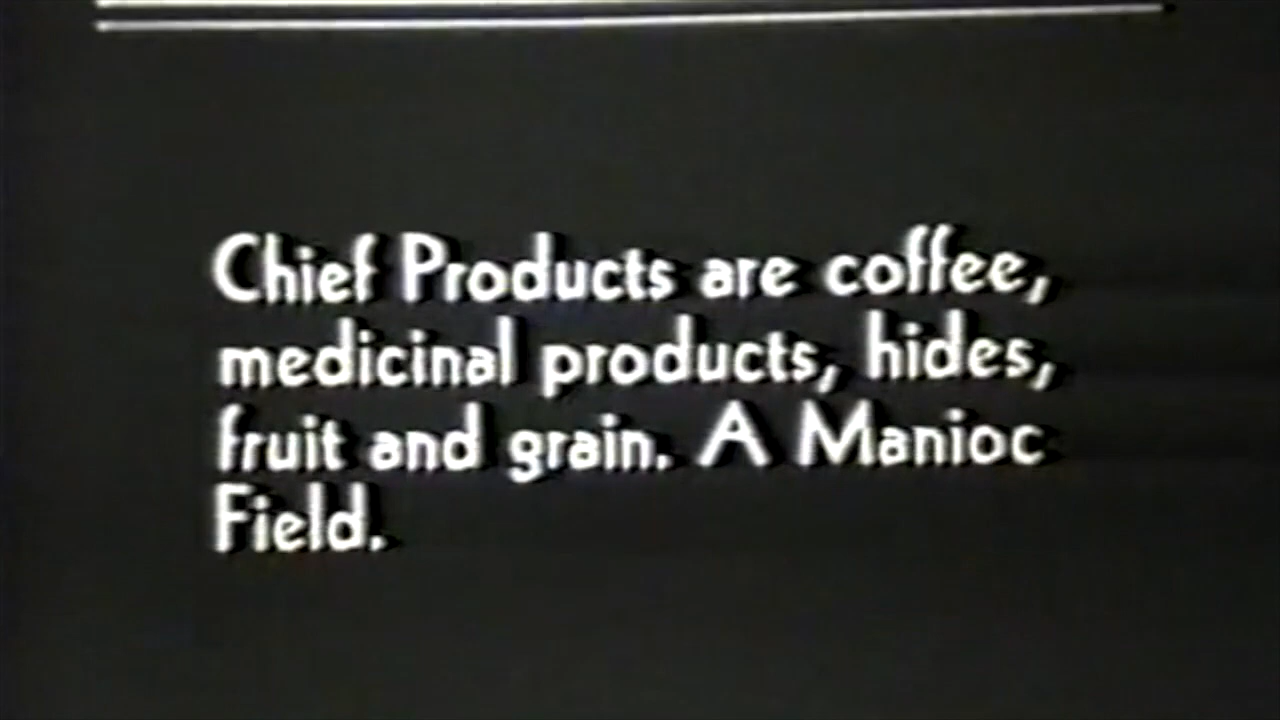 Chief Products are coffee,
medicinal products, hides,
fruit and grain. A Manioc
Field.